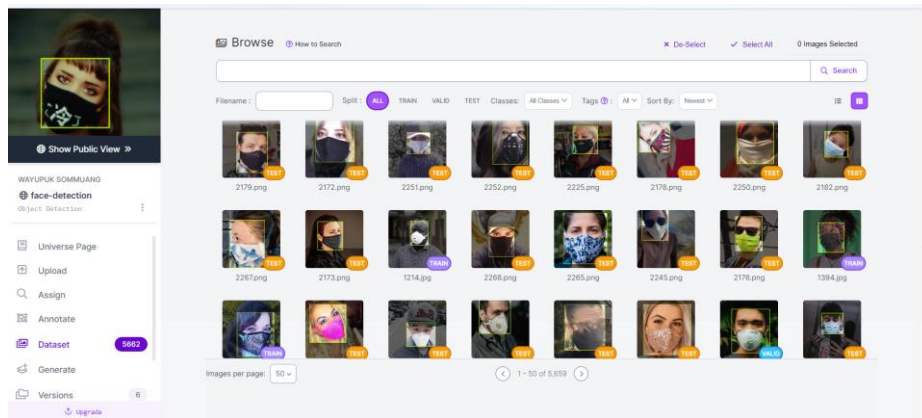 Browse
How to Search
De-Select
Select All
0 Images Selected
Search
Filename :
Split :
ALL
TRAIN
VALID
TEST
Classes:
All Classes
Tags
:
All
Sort By:
Newest
Show Public View »
WAYUPUK SOMMUANG
face-detection
Object Detection
Universe Page
Upload
Assign
Annotate
Dataset
5662
Generate
Versions
6
Upgrade
TEST
TEST
TEST
TEST
TEST
TEST
TEST
TEST
2179.png
2172.png
2251.png
2252.png
2225.png
2178.png
2250.png
2182.png
TEST
TEST
TRAIN
TEST
TEST
TEST
TEST
TRAIN
2267.png
2173.png
1214.jpg
2268.png
2265.png
2245.png
2176.png
1394.jpg
TRAIN
TEST
TEST
TEST
TEST
TEST
VALID
TEST
Images per page:
50
1 - 50 of 5,659